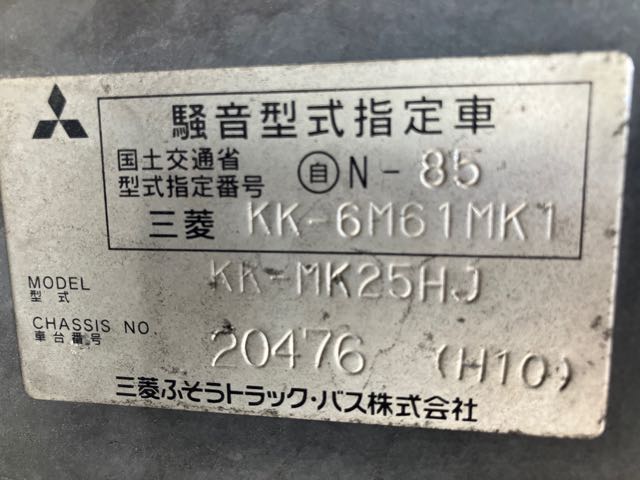 騒音型式指定車
国土交通省
型式指定番号 自 N-85
三菱 KK-6M61MK1
MODEL
型式 KK-MK25HJ
CHASSIS NO.
車台番号 20476 (H10)
三菱ふそうトラック・バス株式会社